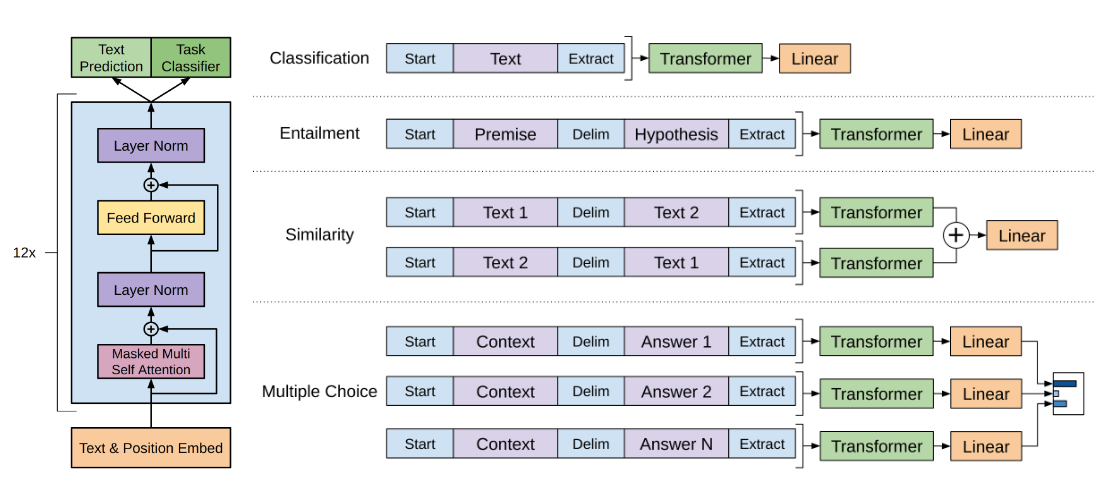 Text
Prediction
Task
Classifier
12x
Layer Norm
+
Feed Forward
Layer Norm
+
Masked Multi
Self Attention
Text & Position Embed
Classification
Start Text Extract Transformer Linear
Entailment
Start Premise Delim Hypothesis Extract Transformer Linear
Similarity
Start Text 1 Delim Text 2 Extract Transformer
+ Linear
Start Text 2 Delim Text 1 Extract Transformer
Multiple Choice
Start Context Delim Answer 1 Extract Transformer Linear
Start Context Delim Answer 2 Extract Transformer Linear
Start Context Delim Answer N Extract Transformer Linear